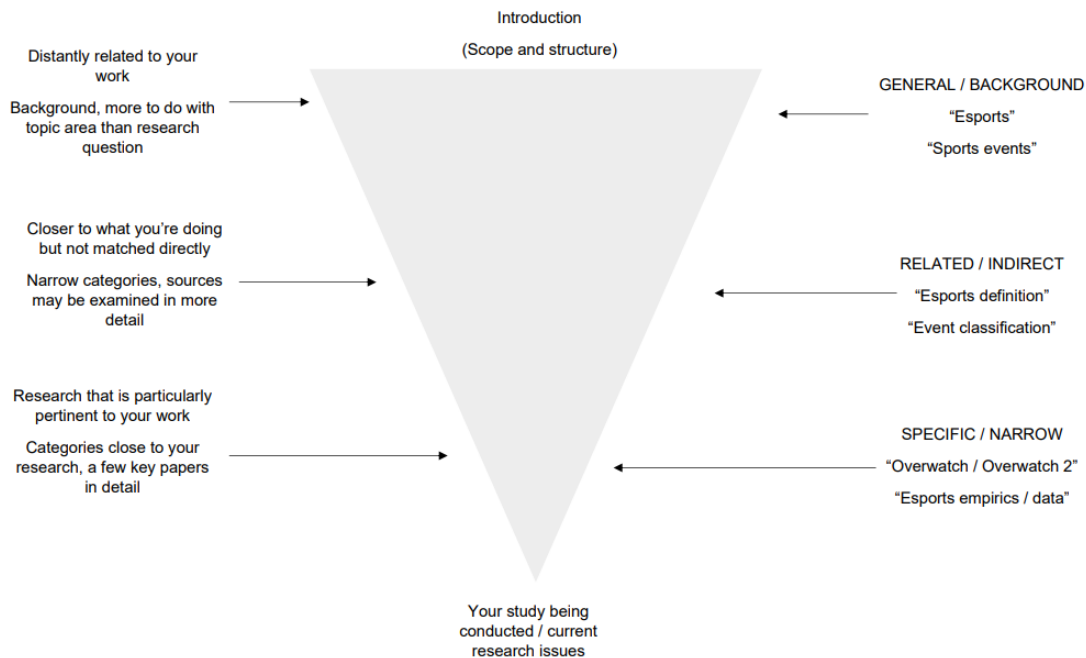 Introduction
(Scope and structure)
Distantly related to your
work
Background, more to do with
topic area than research
question
GENERAL / BACKGROUND
“Esports”
“Sports events”
Closer to what you’re doing
but not matched directly
Narrow categories, sources
may be examined in more
detail
RELATED / INDIRECT
“Esports definition”
“Event classification”
Research that is particularly
pertinent to your work
Categories close to your
research, a few key papers
in detail
SPECIFIC / NARROW
“Overwatch / Overwatch 2”
“Esports empirics / data”
Your study being
conducted / current
research issues